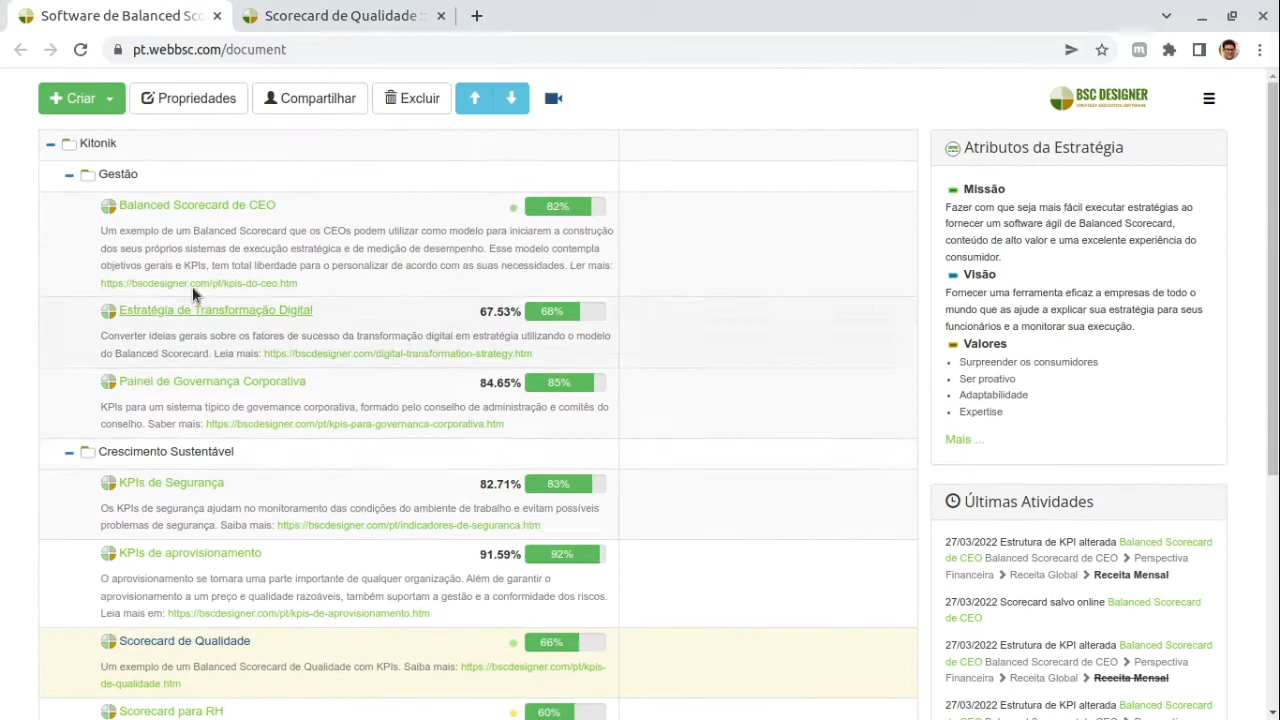 Software de Balanced Sco
Scorecard de Qualidade :
pt.webbsc.com/document
Criar
Propriedades
Compartilhar
Excluir
BSC DESIGNER
STRATEGY EXECUTION SOFTWARE
Kitonik
Gestão
Balanced Scorecard de CEO
82%
Um exemplo de um Balanced Scorecard que os CEOs podem utilizar como modelo para iniciarem a construção
dos seus próprios sistemas de execução estratégica e de medição de desempenho. Esse modelo contempla
objetivos gerais e KPIs, tem total liberdade para o personalizar de acordo com as suas necessidades. Ler mais:
https://bscdesigner.com/pt/kpis-do-ceo.htm
Estratégia de Transformação Digital
67.53%
68%
Converter ideias gerais sobre os fatores de sucesso da transformação digital em estratégia utilizando o modelo
do Balanced Scorecard. Leia mais: https://bscdesigner.com/digital-transformation-strategy.htm
Painel de Governança Corporativa
84.65%
85%
KPIs para um sistema típico de governance corporativa, formado pelo conselho de administração e comitês do
conselho. Saber mais: https://bscdesigner.com/pt/kpis-para-governanca-corporativa.htm
Crescimento Sustentável
KPIs de Segurança
82.71%
83%
Os KPIs de segurança ajudam no monitoramento das condições do ambiente de trabalho e evitam possíveis
problemas de segurança. Saiba mais: https://bscdesigner.com/pt/indicadores-de-seguranca.htm
KPIs de aprovisionamento
91.59%
92%
O aprovisionamento se tornara uma parte importante de qualquer organização. Além de garantir o
aprovisionamento a um preço e qualidade razoáveis, também suportam a gestão e a conformidade dos riscos.
Leia mais em: https://bscdesigner.com/pt/kpis-de-aprovisionamento.htm
Scorecard de Qualidade
66%
Um exemplo de um Balanced Scorecard de Qualidade com KPIs. Saiba mais: https://bscdesigner.com/pt/kpis-
de-qualidade.htm
Scorecard para RH
60%
Atributos da Estratégia
Missão
Fazer com que seja mais fácil executar estratégias ao
fornecer um software ágil de Balanced Scorecard,
conteúdo de alto valor e uma excelente experiência do
consumidor.
Visão
Fornecer uma ferramenta eficaz a empresas de todo o
mundo que as ajude a explicar sua estratégia para seus
funcionários e a monitorar sua execução.
Valores
Surpreender os consumidores
Ser proativo
Adaptabilidade
Expertise
Mais ...
Últimas Atividades
27/03/2022 Estrutura de KPI alterada Balanced Scorecard
de CEO Balanced Scorecard de CEO > Perspectiva
Financeira > Receita Global > Receita Mensal
27/03/2022 Scorecard salvo online Balanced Scorecard
de CEO
27/03/2022 Estrutura de KPI alterada Balanced Scorecard
de CEO Balanced Scorecard de CEO > Perspectiva
Financeira > Receita Global > Receita Mensal
27/03/2022 Estrutura de KPI alterada Balanced Scorecard